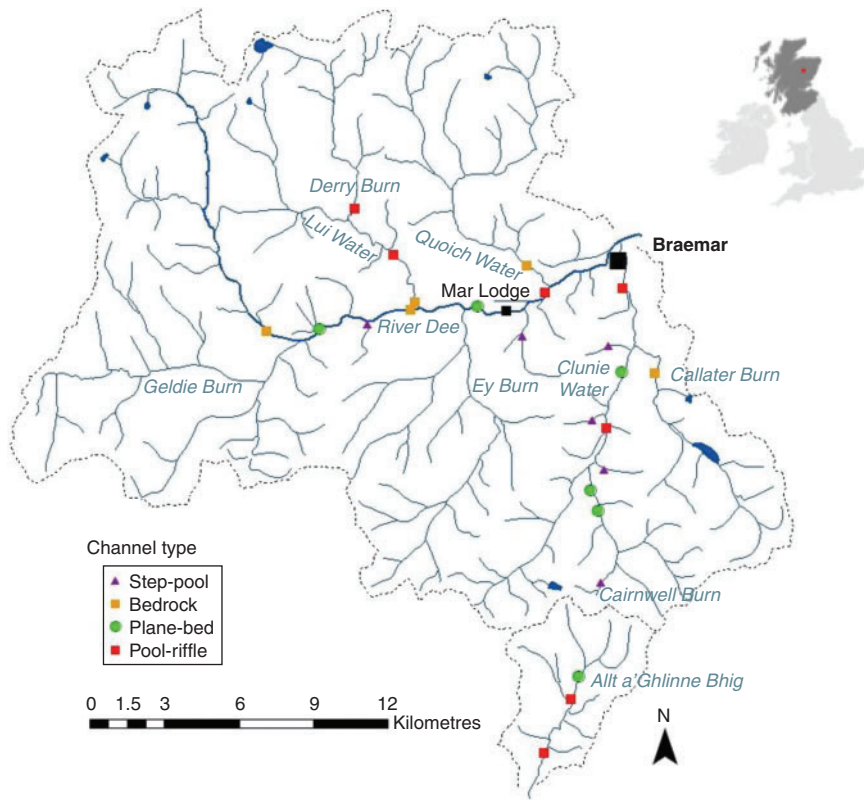 Derry Burn
Lui Water
Quoich Water
Braemar
Mar Lodge
River Dee
Clunie
Water
Geldie Burn
Ey Burn
Callater Burn
Channel type
Step-pool
Bedrock
Plane-bed
Pool-riffle
Cairnwell Burn
Allt a'Ghlinne Bhig
0 1.5 3 6 9 12
Kilometres
N